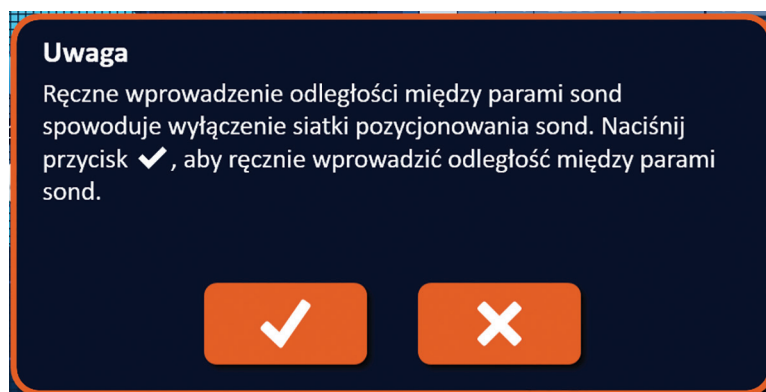 Uwaga
Ręczne wprowadzenie odległości między parami sond
spowoduje wyłączenie siatki pozycjonowania sond. Naciśnij
przycisk ✔, aby ręcznie wprowadzić odległość między parami
sond.